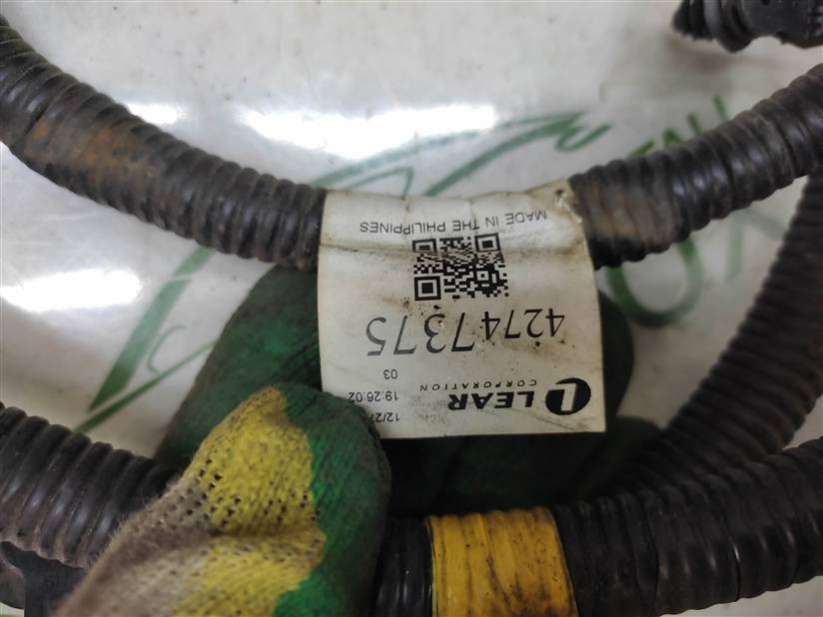 LEAR
CORPORATION
19:26:02
03
42747375
MADE IN THE PHILIPPINES